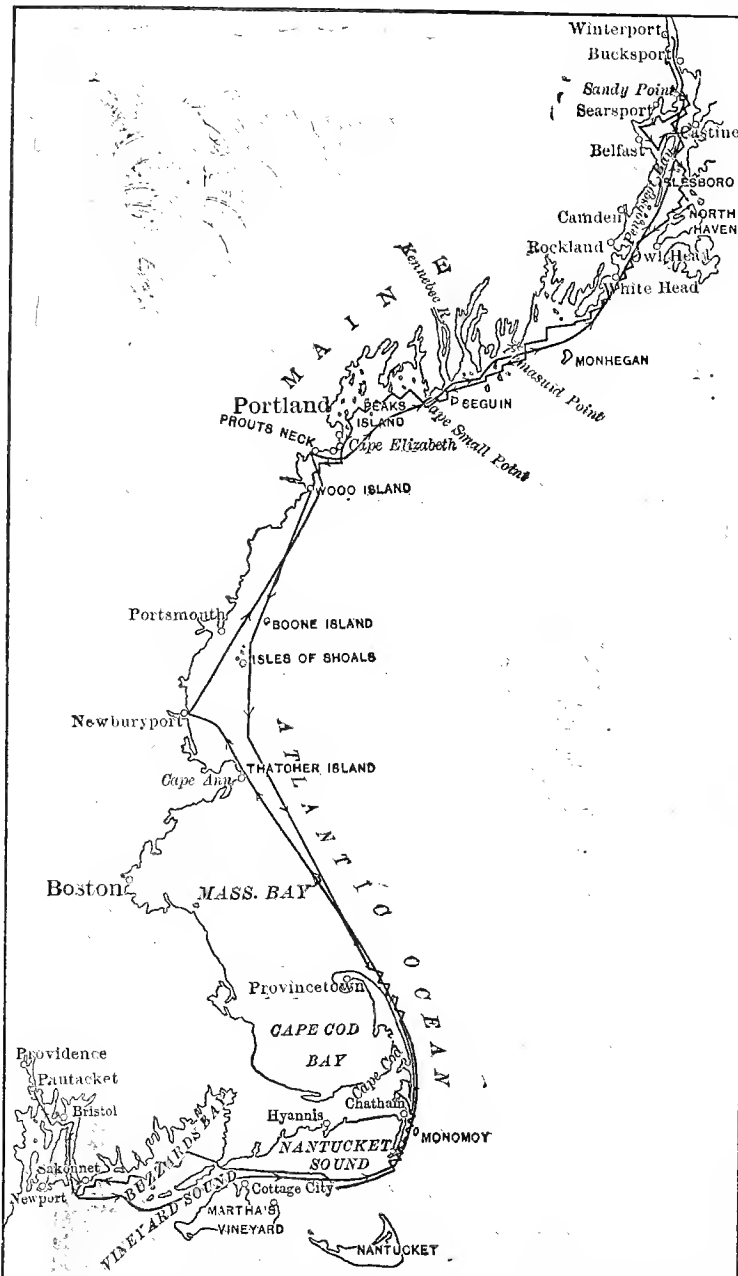 Winterport
Bucksport
Sandy Point
Searsport
Castine
Belfast
Penobscot Bay
ISLESBORO
Camden
NORTH
HAVEN
Rockland
Owl Head
White Head
Kennebec R.
MAINE
MONHEGAN
Portland
PEAKS
ISLAND
SEGUIN
Cape Small Point
PROUTS NECK
Cape Elizabeth
WOOD ISLAND
Portsmouth
BOONE ISLAND
ISLES OF SHOALS
Newburyport
ATLANTIC OCEAN
THATCHER ISLAND
Cape Ann
Boston
MASS. BAY
Provincetown
CAPE COD
BAY
Cape Cod
Providence
Pautacket
Bristol
Chatham
Hyannis
MONOMOY
BUZZARDS BAY
NANTUCKET
SOUND
Sakonnet
Newport
Cottage City
VINEYARD SOUND
MARTHA'S
VINEYARD
NANTUCKET